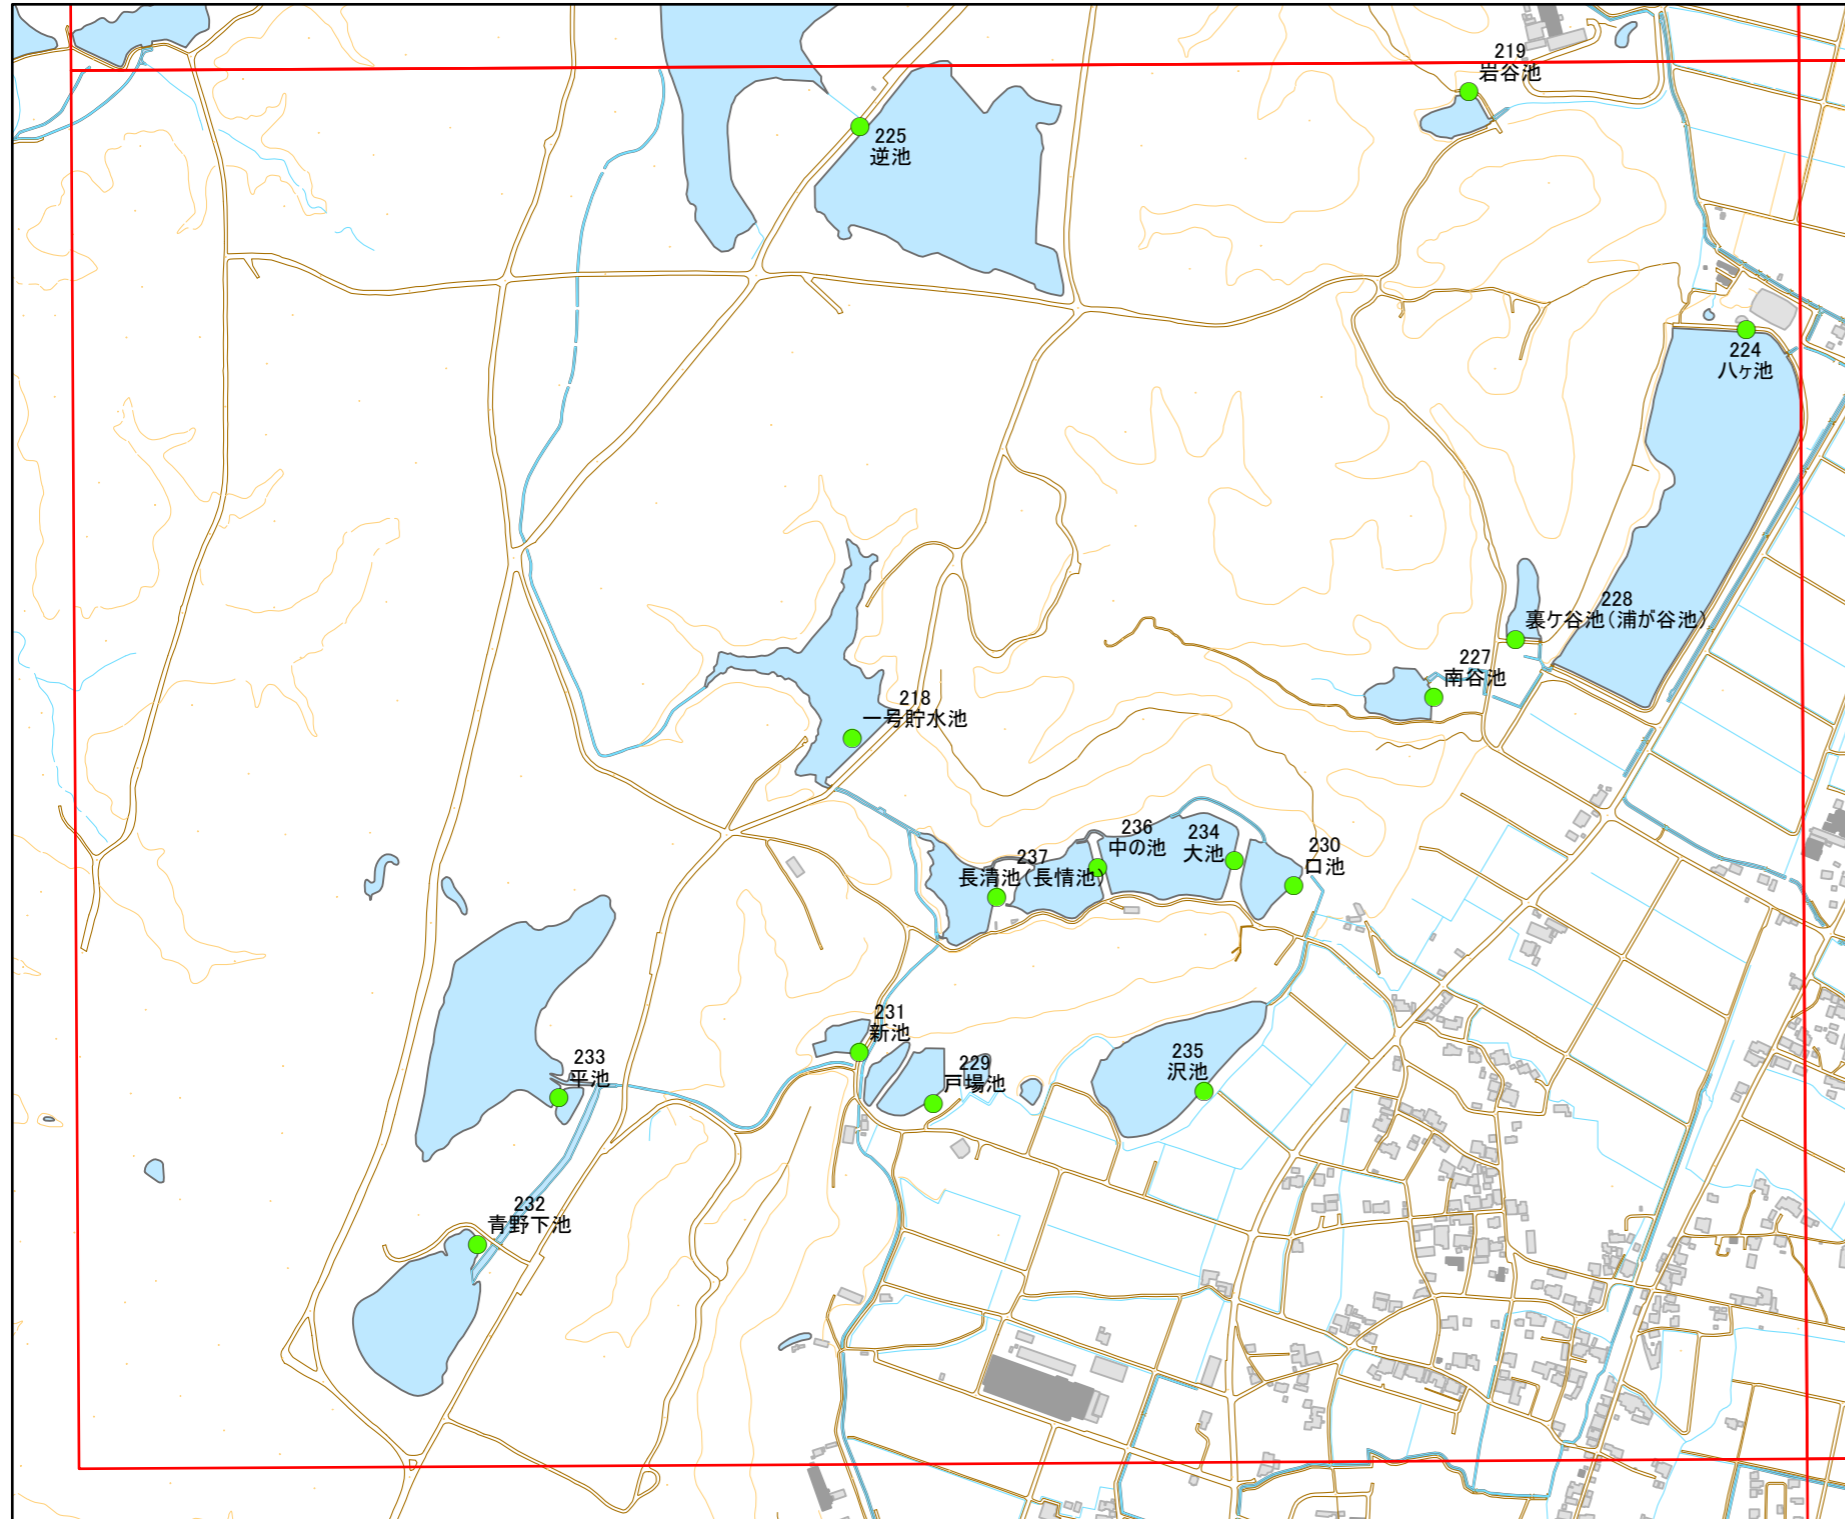 219
岩谷池
225
逆池
224
八ヶ池
228
裏ケ谷池（浦が谷池）
227
南谷池
218
一号貯水池
236
中の池
234
大池
230
口池
237
長清池（長情池）
231
新池
229
戸場池
235
沢池
233
平池
232
青野下池